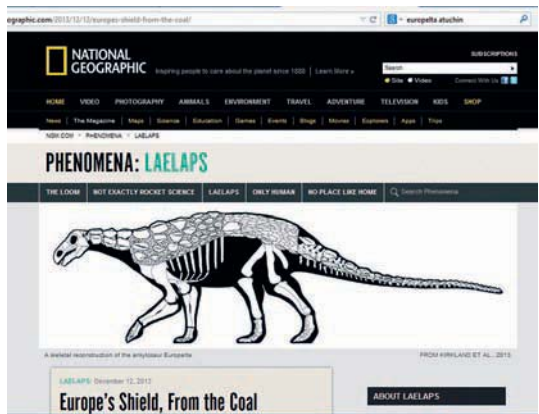 ographic.com/2013/12/12/europes-shield-from-the-coal/
europelta atuchin
NATIONAL
GEOGRAPHIC
Inspiring people to care about the planet since 1888 | Learn More »
SUBSCRIPTIONS
Search
Site Video
Connect With Us
HOME VIDEO PHOTOGRAPHY ANIMALS ENVIRONMENT TRAVEL ADVENTURE TELEVISION KIDS SHOP
News The Magazine Maps Science Education Games Events Blogs Movies Explorers Apps Trips
NGM.COM PHENOMENA LAELAPS
PHENOMENA: LAELAPS
THE LOOM NOT EXACTLY ROCKET SCIENCE LAELAPS ONLY HUMAN NO PLACE LIKE HOME Search Phenomena
A skeletal reconstruction of the ankylosaur Europelta
FROM KIRKLAND ET AL., 2013.
LAELAPS December 12, 2013
Europe's Shield, From the Coal
ABOUT LAELAPS